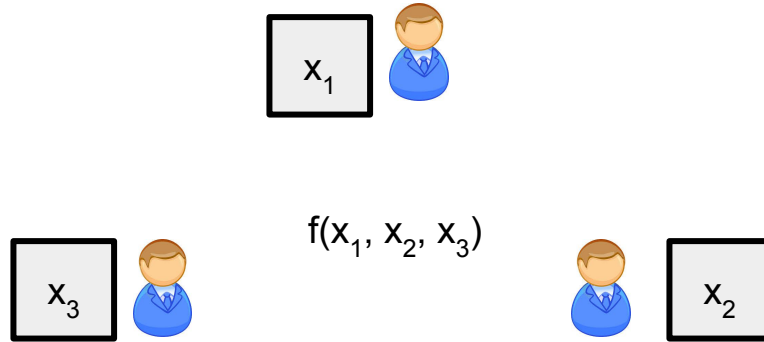 x₁
f(x₁, x₂, x₃)
x₃
x₂